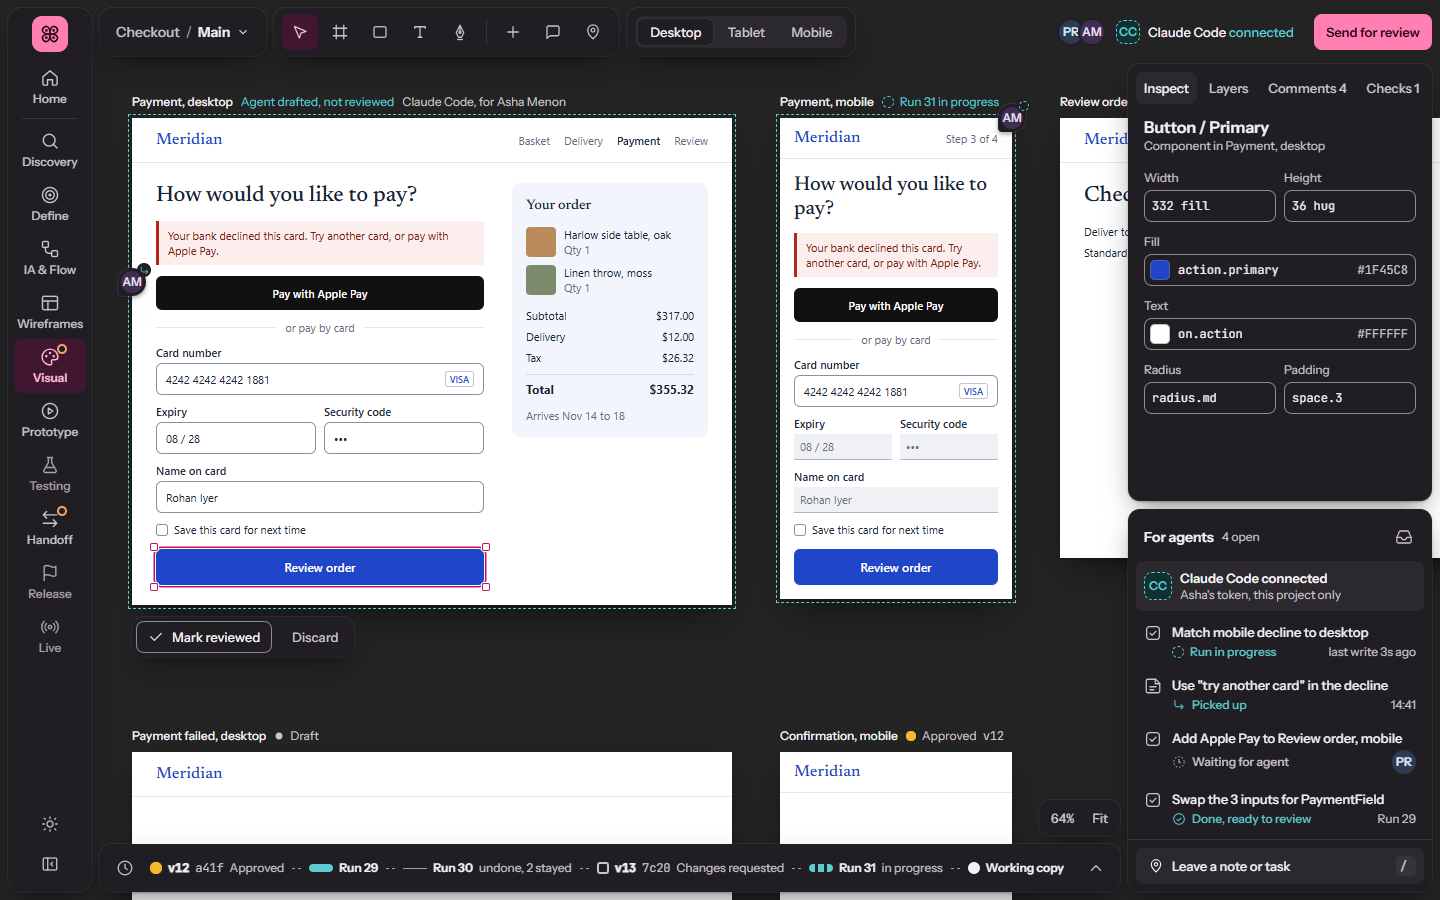 Checkout / Main
Desktop
Tablet
Mobile
PR
AM
CC
Claude Code connected
Send for review
Home
Discovery
Define
IA & Flow
Wireframes
Visual
Prototype
Testing
Handoff
Release
Live
Payment, desktop Agent drafted, not reviewed Claude Code, for Asha Menon
Meridian
Basket Delivery Payment Review
How would you like to pay?
Your bank declined this card. Try another card, or pay with
Apple Pay.
AM
Pay with Apple Pay
or pay by card
Card number
4242 4242 4242 1881
VISA
Expiry
Security code
08 / 28
•••
Name on card
Rohan Iyer
Save this card for next time
Review order
Your order
Harlow side table, oak
Qty 1
Linen throw, moss
Qty 1
Subtotal $317.00
Delivery $12.00
Tax $26.32
Total $355.32
Arrives Nov 14 to 18
Mark reviewed
Discard
Payment, mobile Run 31 in progress
AM
Meridian
Step 3 of 4
How would you like to
pay?
Your bank declined this card. Try
another card, or pay with Apple Pay.
Pay with Apple Pay
or pay by card
Card number
4242 4242 4242 1881
VISA
Expiry
Security code
08 / 28
•••
Name on card
Rohan Iyer
Save this card for next time
Review order
Review orde
Merid
Chec
Deliver to
Standard
Inspect
Layers
Comments 4
Checks 1
Button / Primary
Component in Payment, desktop
Width
Height
332 fill
36 hug
Fill
action.primary #1F45C8
Text
on.action #FFFFFF
Radius
Padding
radius.md
space.3
For agents 4 open
CC
Claude Code connected
Asha's token, this project only
Match mobile decline to desktop
Run in progress last write 3s ago
Use "try another card" in the decline
Picked up 14:41
Add Apple Pay to Review order, mobile
Waiting for agent PR
Swap the 3 inputs for PaymentField
Done, ready to review Run 29
Leave a note or task /
Payment failed, desktop Draft
Meridian
Confirmation, mobile Approved v12
Meridian
64% Fit
v12 a41f Approved -- Run 29 -- Run 30 undone, 2 stayed -- v13 7c20 Changes requested -- Run 31 in progress -- Working copy